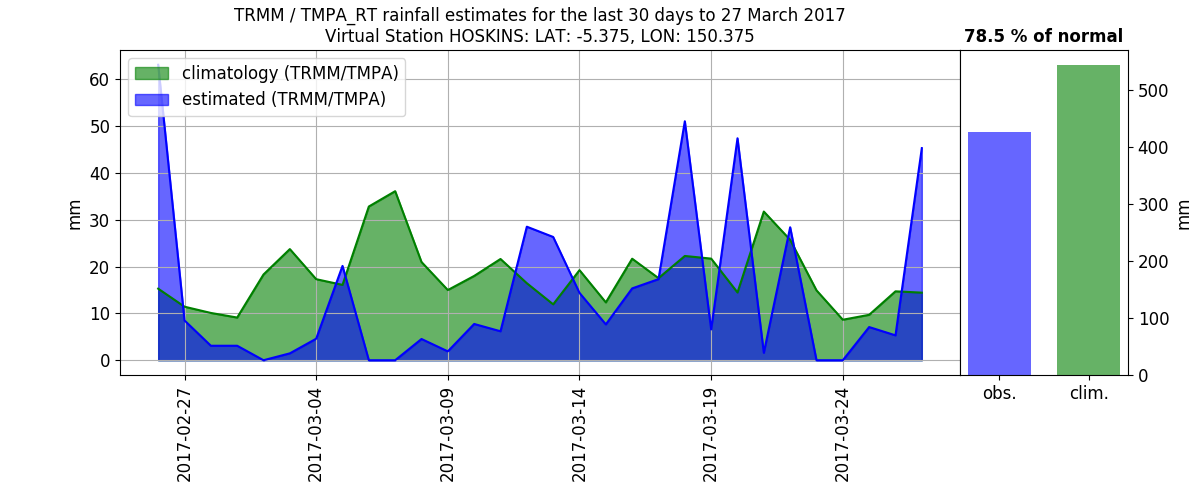 TRMM / TMPA_RT rainfall estimates for the last 30 days to 27 March 2017
Virtual Station HOSKINS: LAT: -5.375, LON: 150.375
78.5 % of normal
climatology (TRMM/TMPA)
estimated (TRMM/TMPA)
60
50
40
30
20
10
0
mm
2017-02-27
2017-03-04
2017-03-09
2017-03-14
2017-03-19
2017-03-24
500
400
300
200
100
0
mm
obs.
clim.